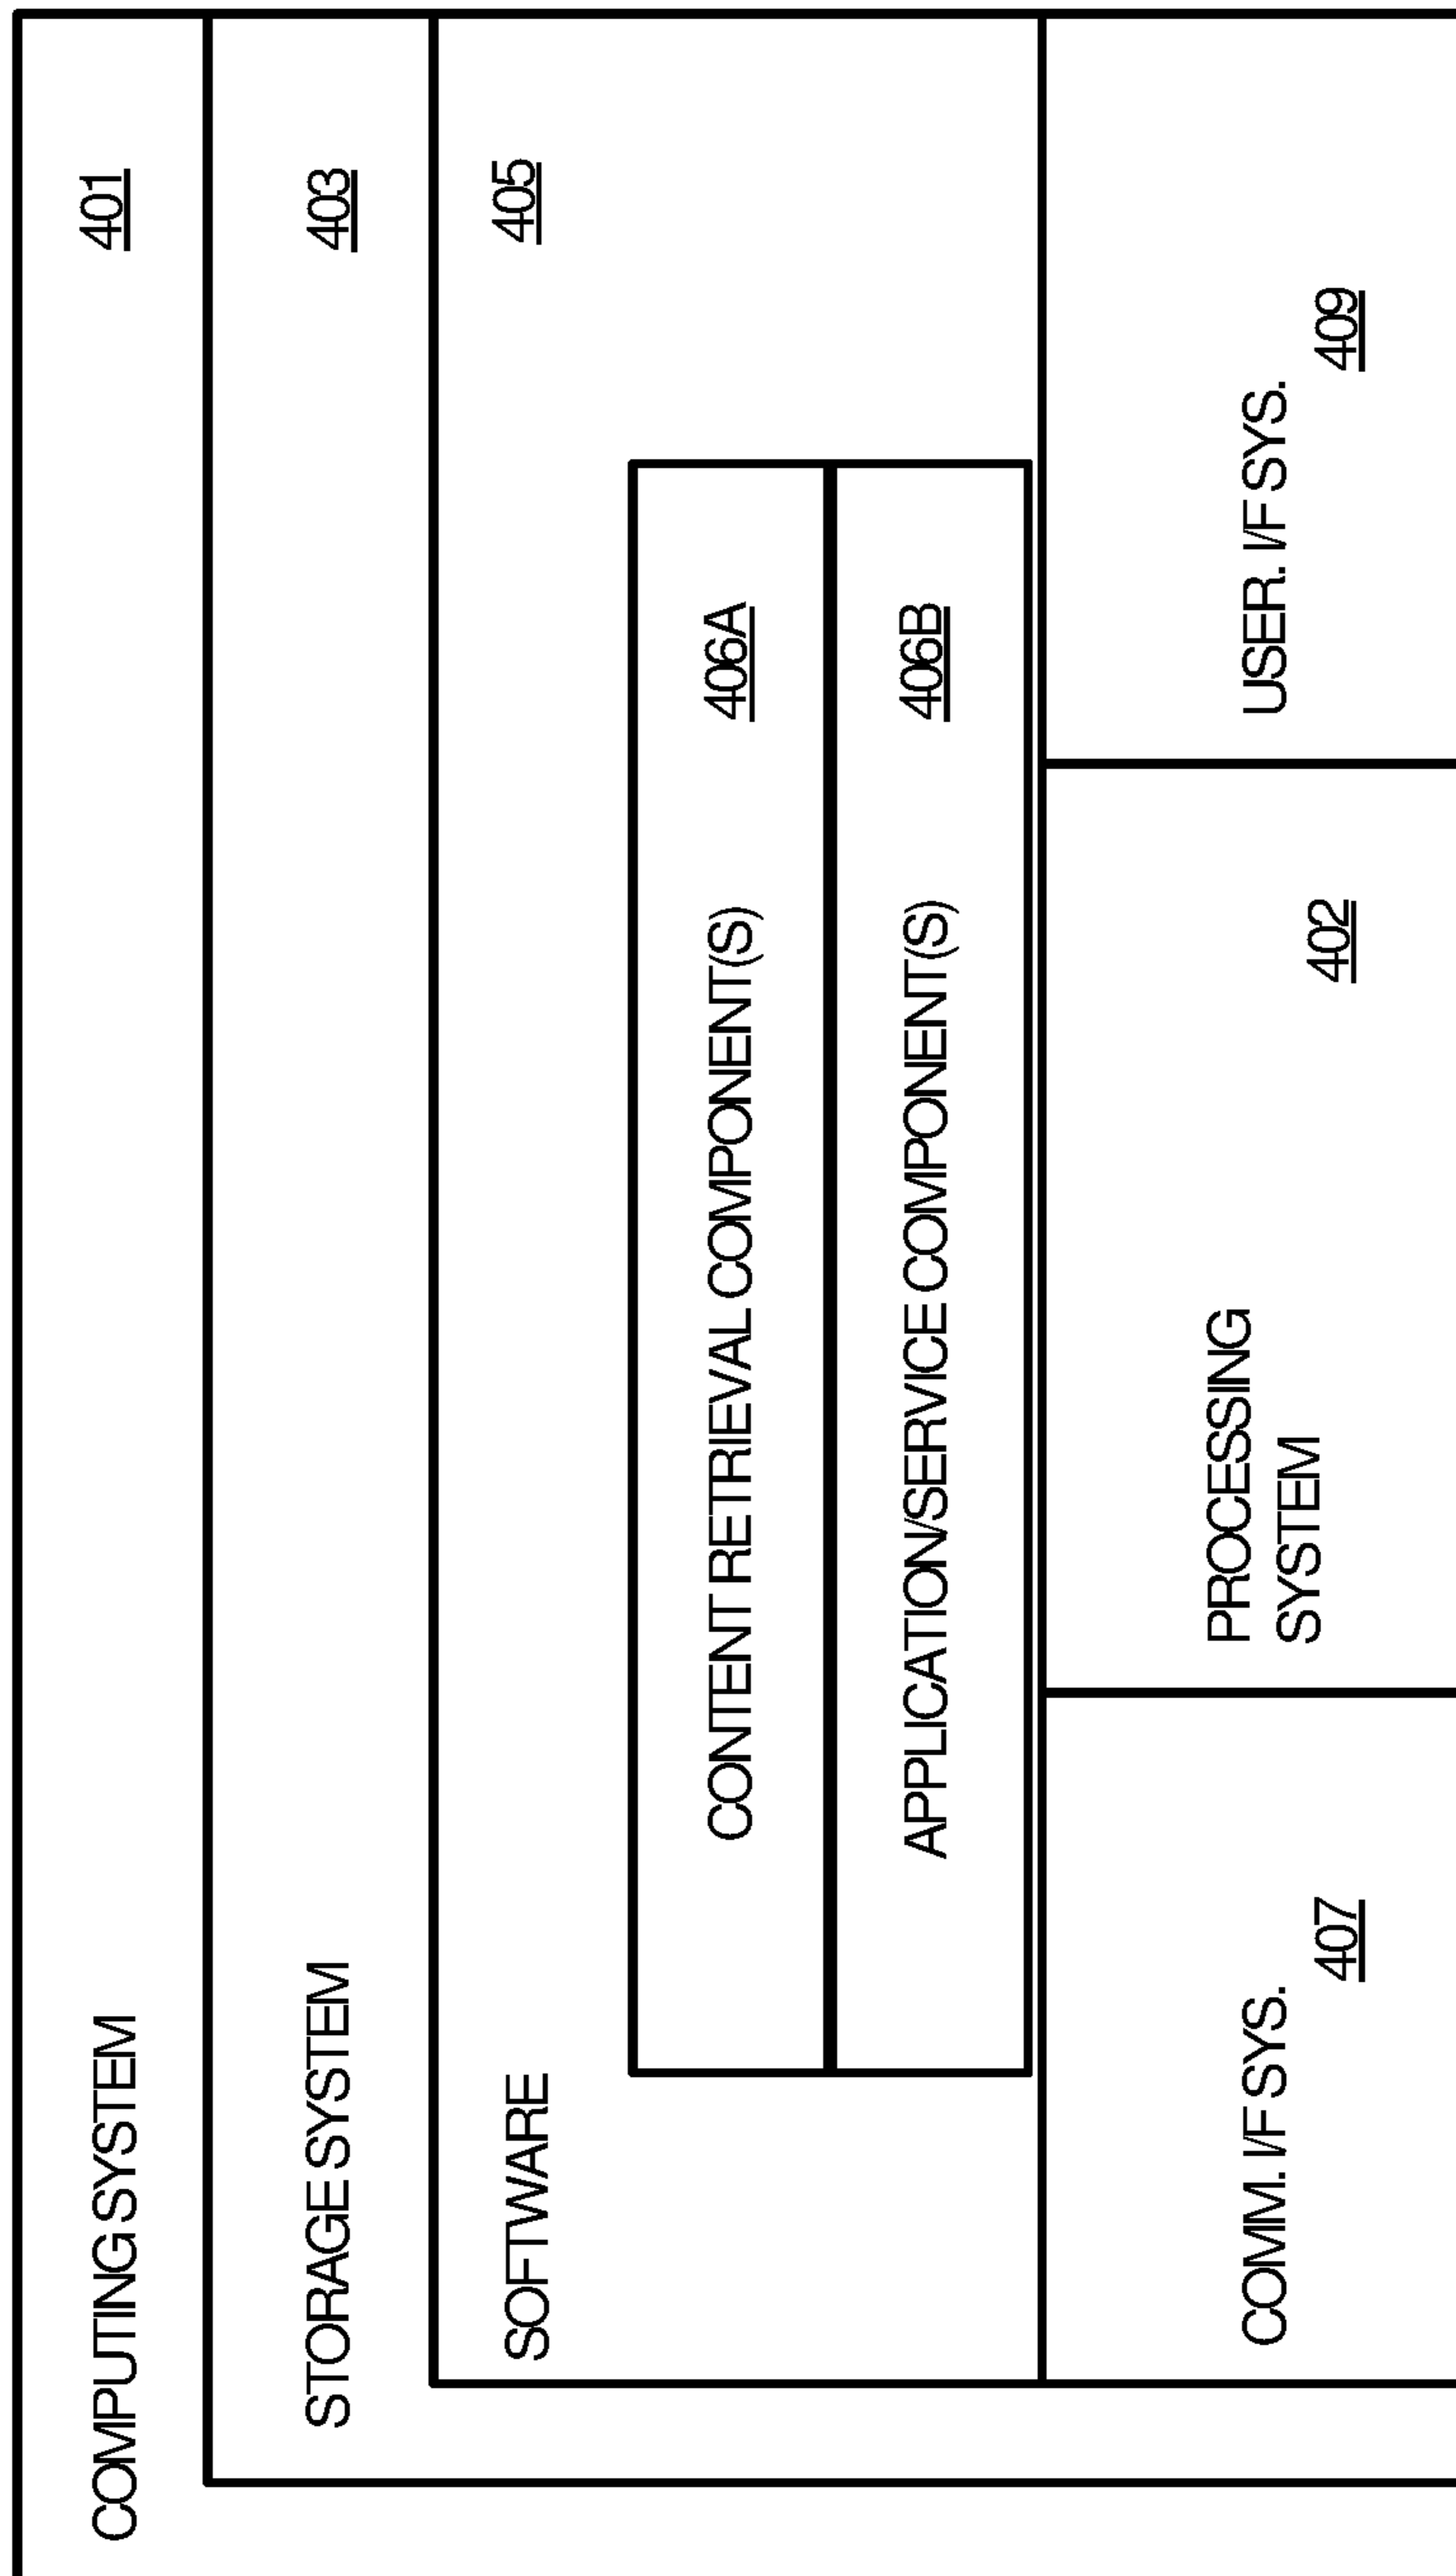 COMPUTING SYSTEM 401
STORAGE SYSTEM 403
SOFTWARE 405
CONTENT RETRIEVAL COMPONENT(S) 406A
APPLICATION/SERVICE COMPONENT(S) 406B
COMM. I/F SYS.
407
PROCESSING
SYSTEM
402
USER. I/F SYS.
409